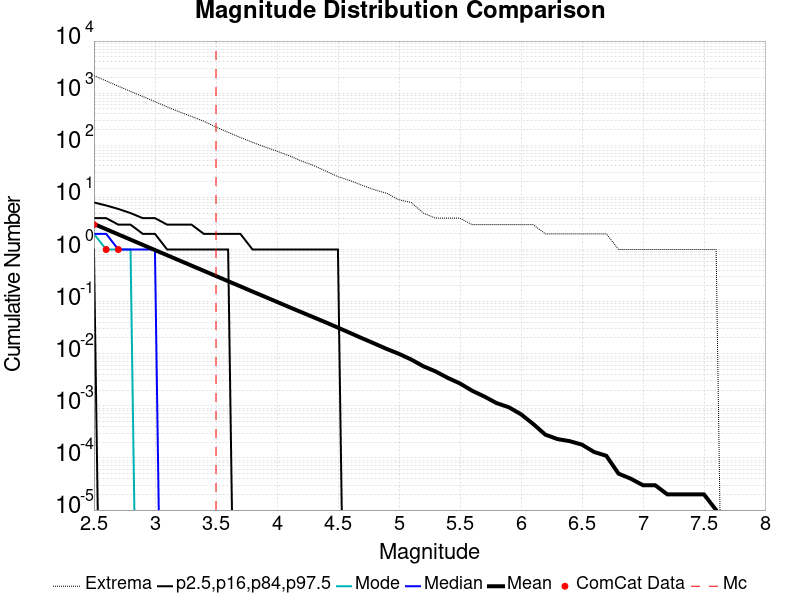 Magnitude Distribution Comparison
Cumulative Number
10 4
10 3
10 2
10 1
10 0
10 -1
10 -2
10 -3
10 -4
10 -5
2.5 3 3.5 4 4.5 5 5.5 6 6.5 7 7.5 8
Magnitude
Extrema p2.5,p16,p84,p97.5 Mode Median Mean ComCat Data Mc